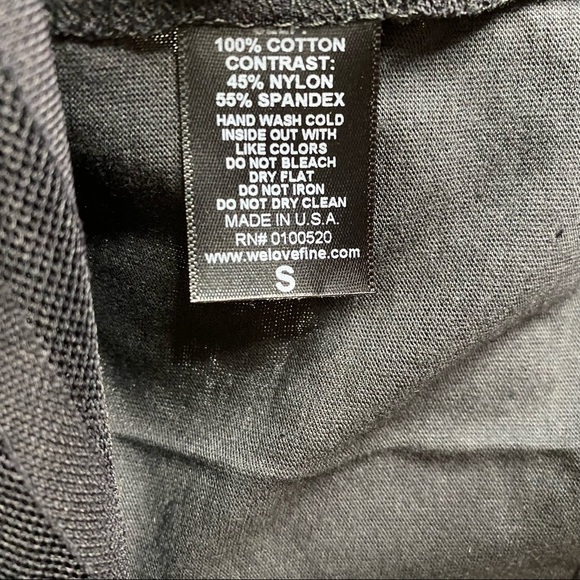 100% COTTON
CONTRAST:
45% NYLON
55% SPANDEX
HAND WASH COLD
INSIDE OUT WITH
LIKE COLORS
DO NOT BLEACH
DRY FLAT
DO NOT IRON
DO NOT DRY CLEAN
MADE IN U.S.A.
RN# 0100520
www.welovefine.com
S